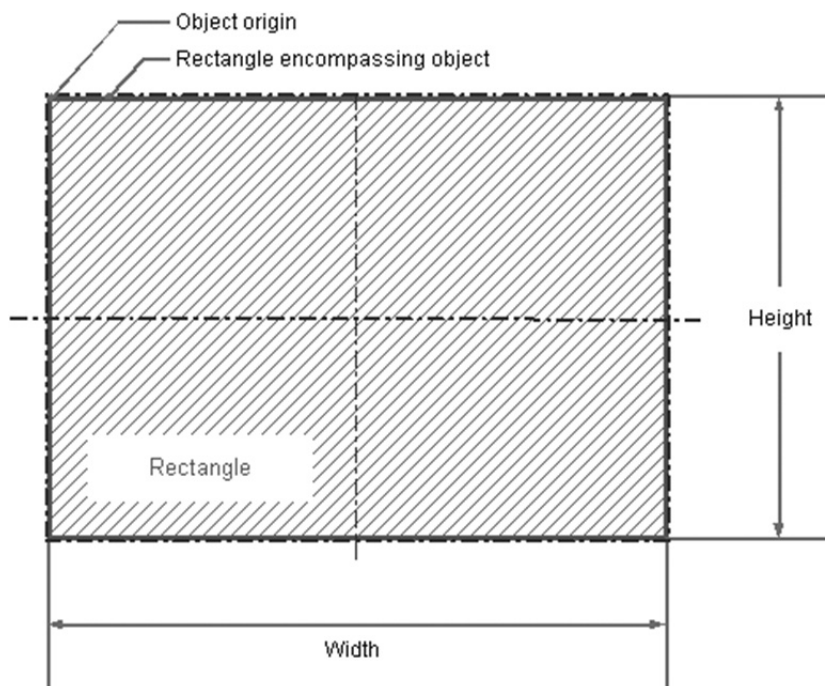 Object origin
Rectangle encompassing object
Height
Rectangle
Width